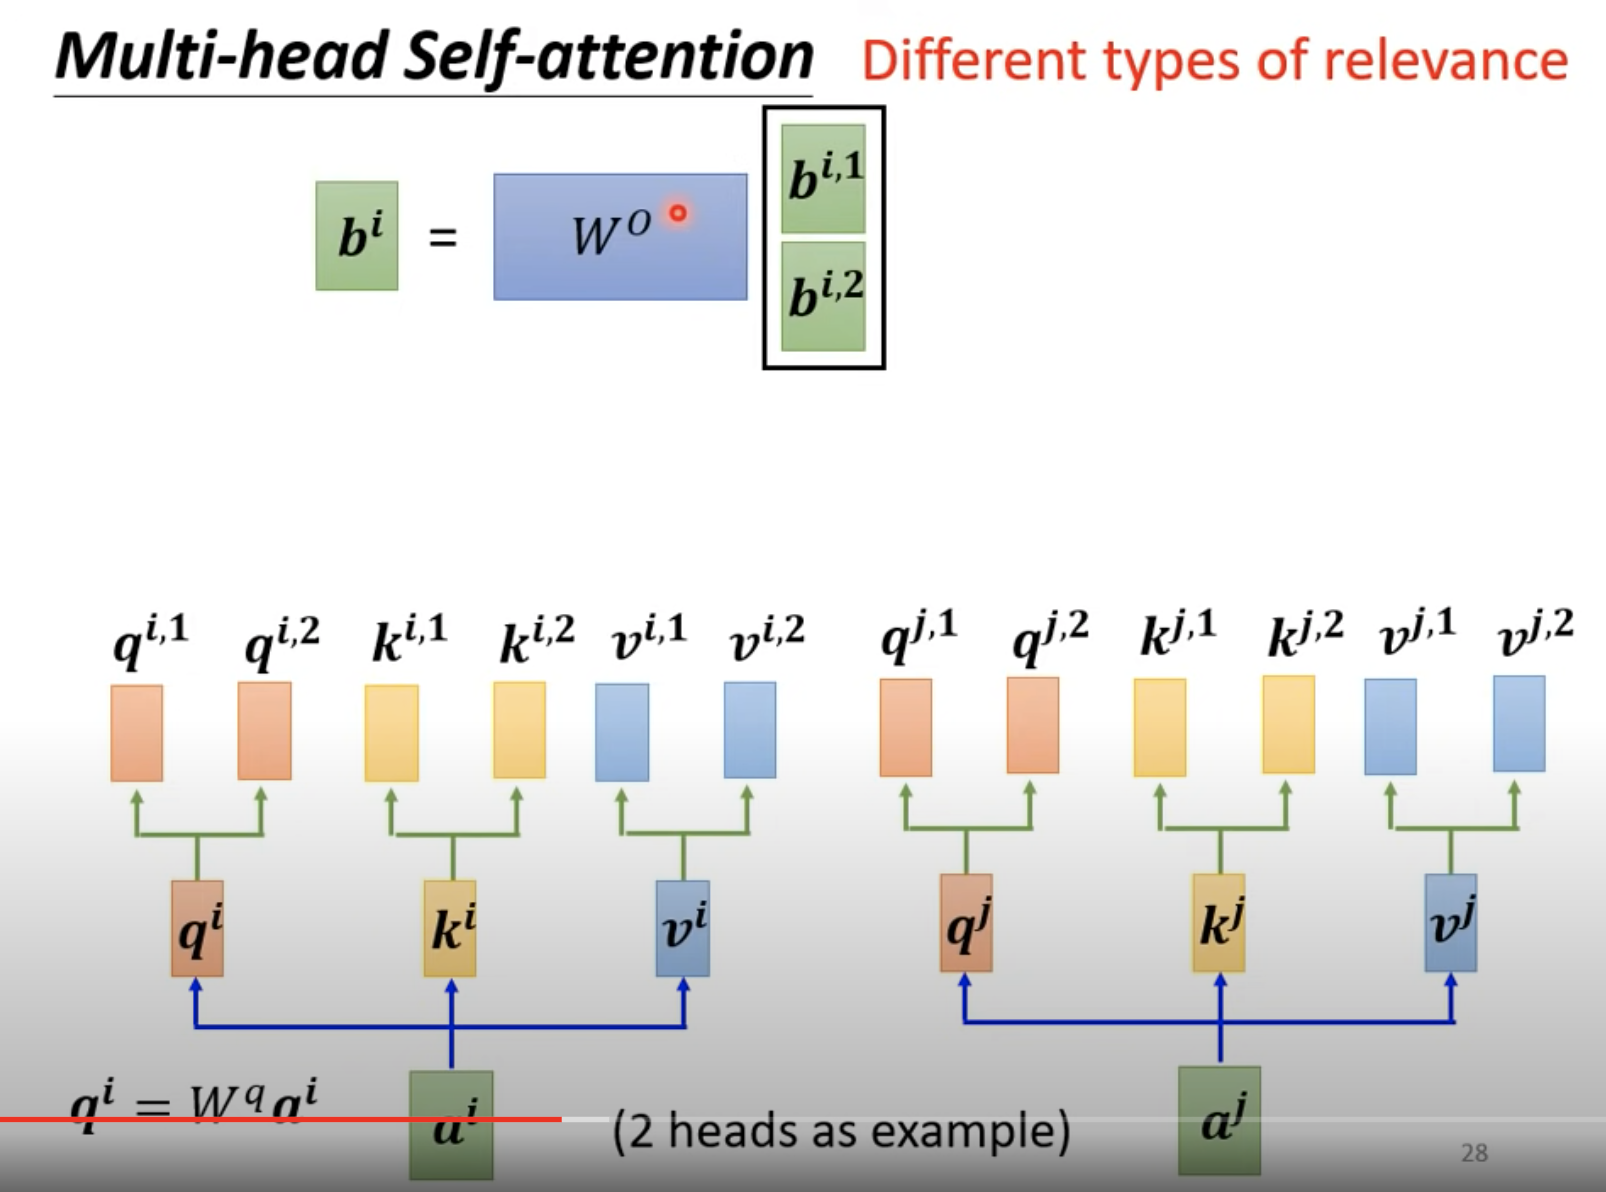 Multi-head Self-attention Different types of relevance
b^{i,1}
b^i = W^O
b^{i,2}
q^{i,1} q^{i,2} k^{i,1} k^{i,2} v^{i,1} v^{i,2} q^{j,1} q^{j,2} k^{j,1} k^{j,2} v^{j,1} v^{j,2}
q^i k^i v^i q^j k^j v^j
q^i = W^q a^i a^i (2 heads as example) a^j
28